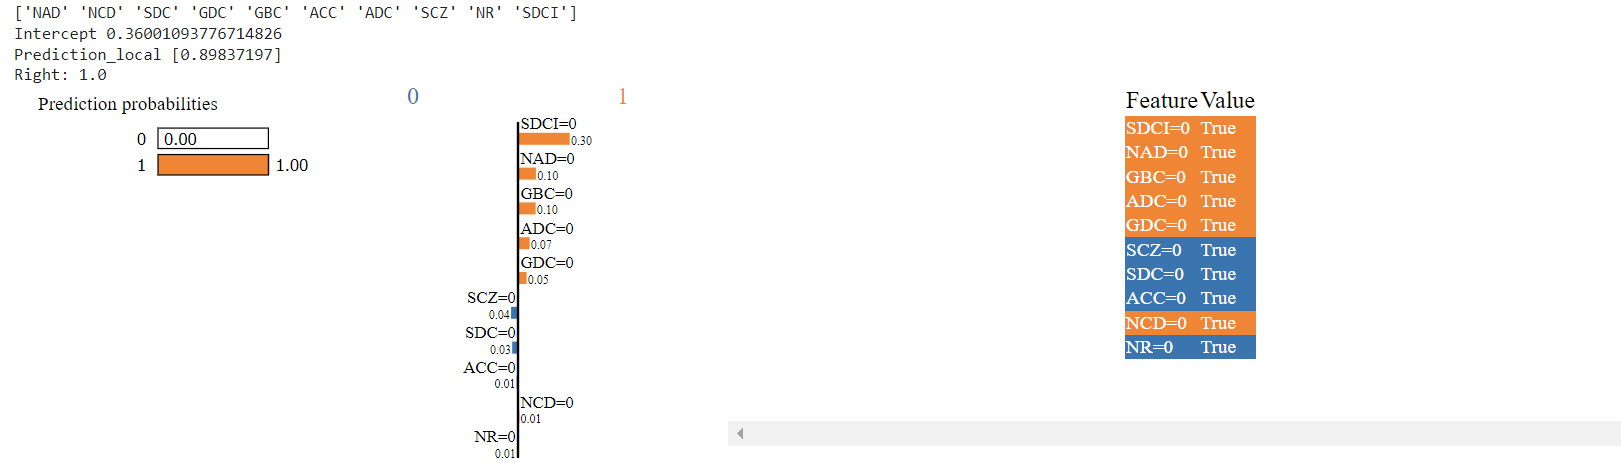 ['NAD' 'NCD' 'SDC' 'GDC' 'GBC' 'ACC' 'ADC' 'SCZ' 'NR' 'SDCI']
Intercept 0.36001093776714826
Prediction_local [0.89837197]
Right: 1.0
Prediction probabilities
0 0.00
1 1.00
0 1
SDCI=0
0.30
NAD=0
0.10
GBC=0
0.10
ADC=0
0.07
GDC=0
0.05
SCZ=0
0.04
SDC=0
0.03
ACC=0
0.01
NCD=0
0.01
NR=0
0.01
Feature Value
SDCI=0 True
NAD=0 True
GBC=0 True
ADC=0 True
GDC=0 True
SCZ=0 True
SDC=0 True
ACC=0 True
NCD=0 True
NR=0 True